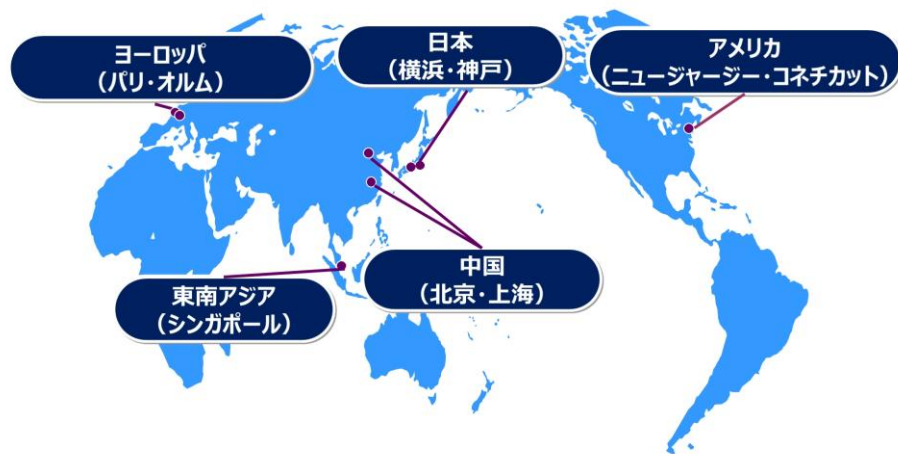 ヨーロッパ
（パリ・オルム）
日本
（横浜・神戸）
アメリカ
（ニュージャージー・コネチカット）
中国
（北京・上海）
東南アジア
（シンガポール）